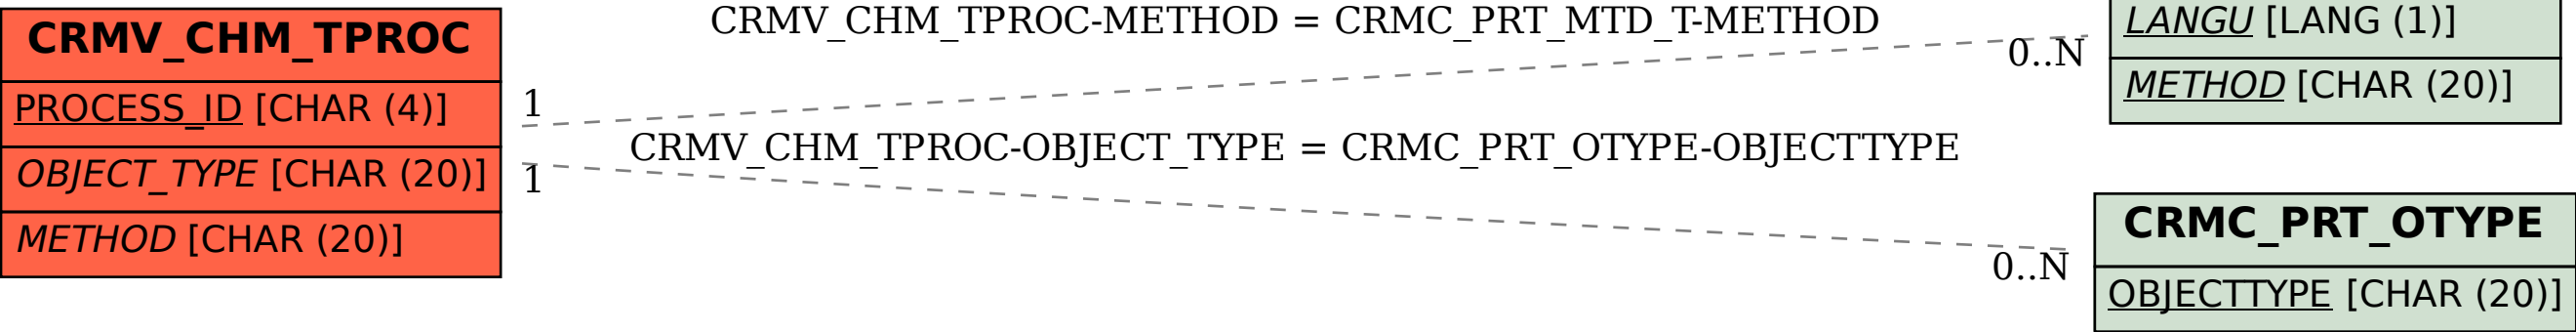 CRMV_CHM_TPROC
PROCESS_ID [CHAR (4)]
OBJECT_TYPE [CHAR (20)]
METHOD [CHAR (20)]
CRMV_CHM_TPROC-METHOD = CRMC_PRT_MTD_T-METHOD
1
0..N
CRMV_CHM_TPROC-OBJECT_TYPE = CRMC_PRT_OTYPE-OBJECTTYPE
1
0..N
LANGU [LANG (1)]
METHOD [CHAR (20)]
CRMC_PRT_OTYPE
OBJECTTYPE [CHAR (20)]